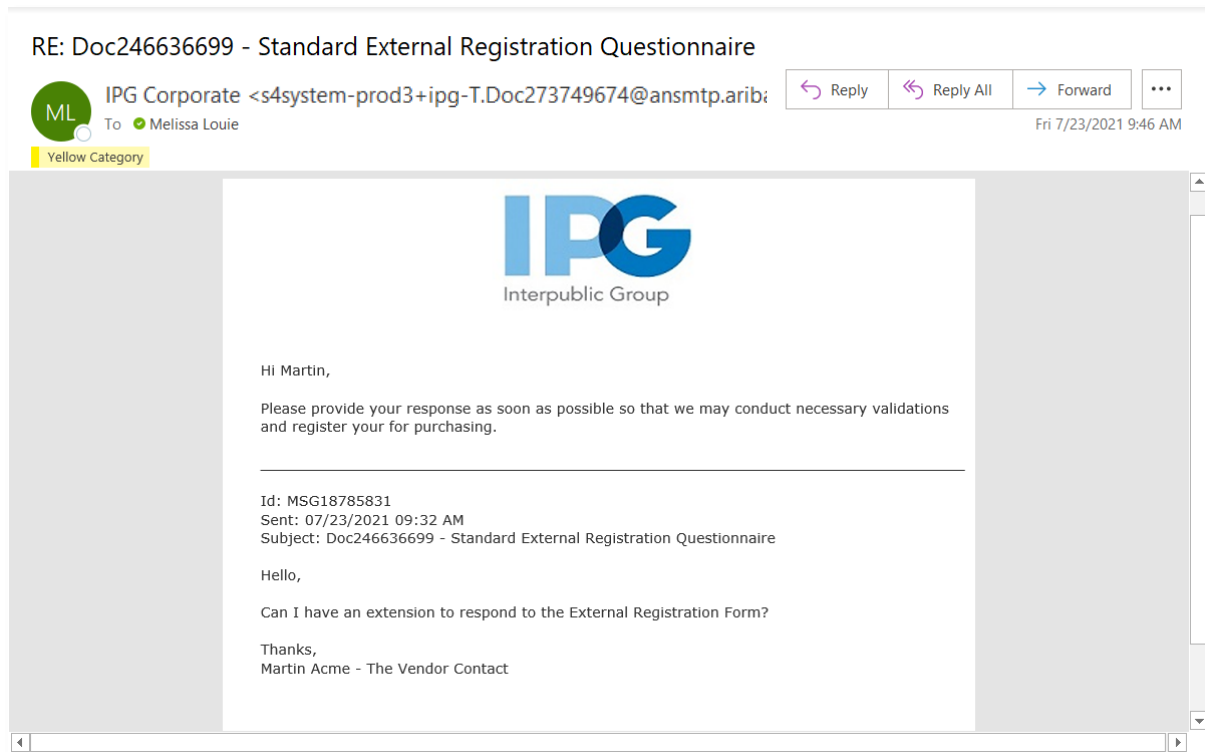 RE: Doc246636699 - Standard External Registration Questionnaire
ML
IPG Corporate <s4system-prod3+ipg-T.Doc273749674@ansmtp.ariba
Reply
Reply All
Forward
To Melissa Louie
Fri 7/23/2021 9:46 AM
Yellow Category
IPG
Interpublic Group
Hi Martin,
Please provide your response as soon as possible so that we may conduct necessary validations
and register your for purchasing.
Id: MSG18785831
Sent: 07/23/2021 09:32 AM
Subject: Doc246636699 - Standard External Registration Questionnaire
Hello,
Can I have an extension to respond to the External Registration Form?
Thanks,
Martin Acme - The Vendor Contact